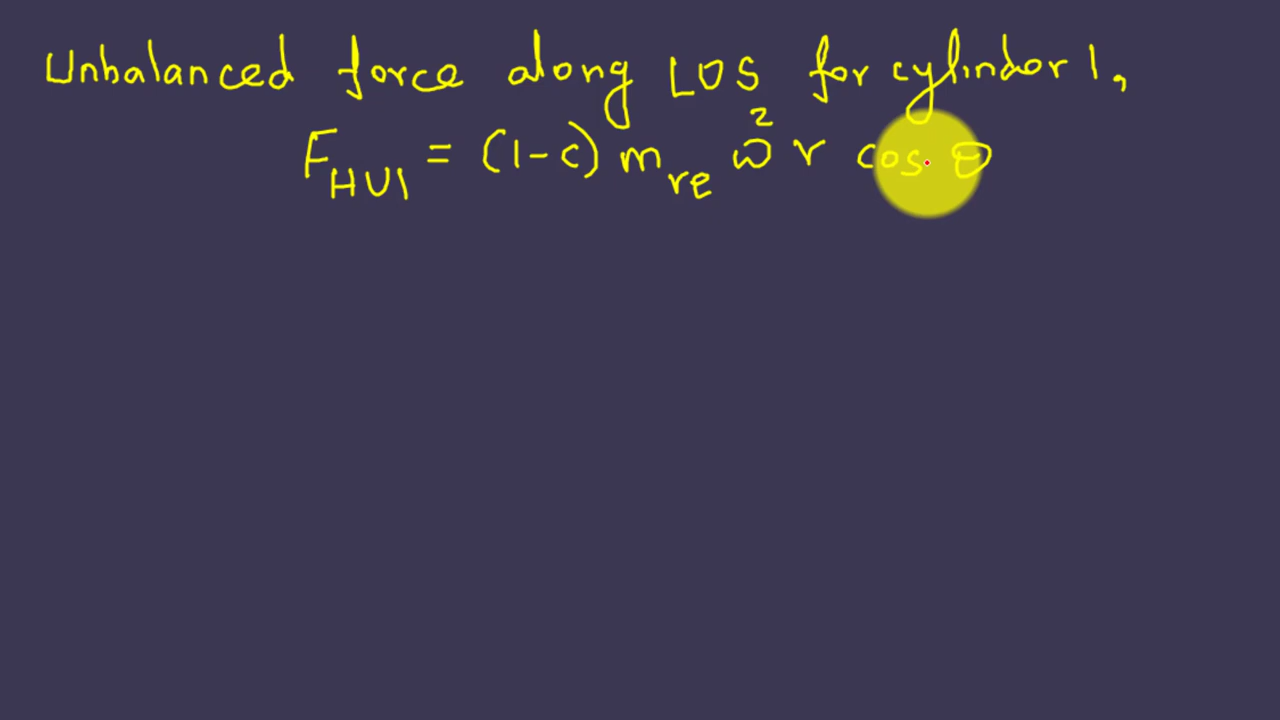 Unbalanced force along LOS for cylinder 1,
F_HU1 = (1-c) m_re ω² r cos θ